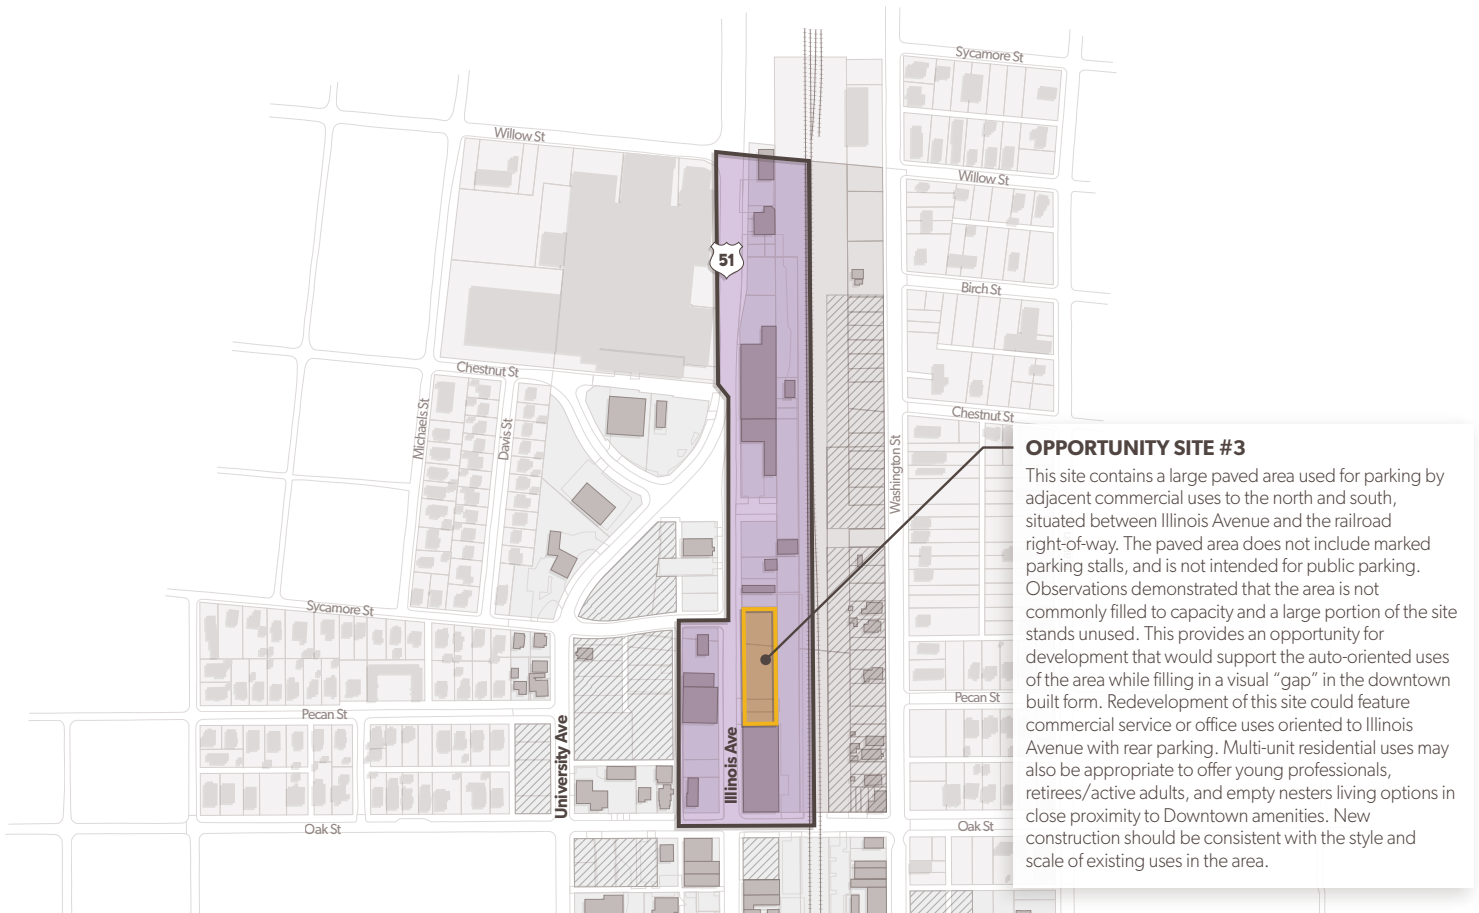 Sycamore St
Willow St
Willow St
51
Birch St
Chestnut St
Michaels St
Davis St
Chestnut St
Washington St
OPPORTUNITY SITE #3
This site contains a large paved area used for parking by
adjacent commercial uses to the north and south,
situated between Illinois Avenue and the railroad
right-of-way. The paved area does not include marked
parking stalls, and is not intended for public parking.
Observations demonstrated that the area is not
commonly filled to capacity and a large portion of the site
stands unused. This provides an opportunity for
development that would support the auto-oriented uses
of the area while filling in a visual “gap” in the downtown
built form. Redevelopment of this site could feature
commercial service or office uses oriented to Illinois
Avenue with rear parking. Multi-unit residential uses may
also be appropriate to offer young professionals,
retirees/active adults, and empty nesters living options in
close proximity to Downtown amenities. New
construction should be consistent with the style and
scale of existing uses in the area.
Sycamore St
Pecan St
Pecan St
University Ave
Illinois Ave
Oak St
Oak St